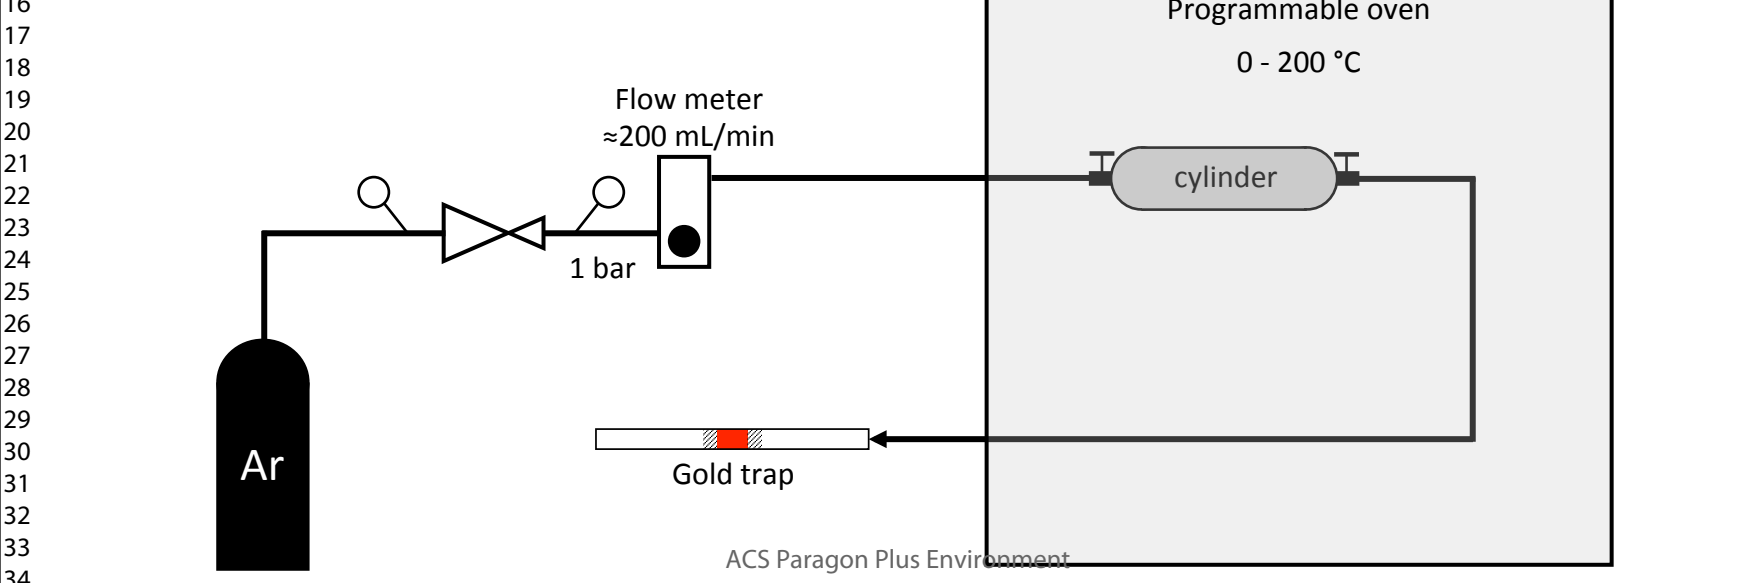 16
17
18
19
20
21
22
23
24
25
26
27
28
29
30
31
32
33
34
Programmable oven
0 - 200 °C
Flow meter
≈200 mL/min
cylinder
1 bar
Ar
Gold trap
ACS Paragon Plus Environment